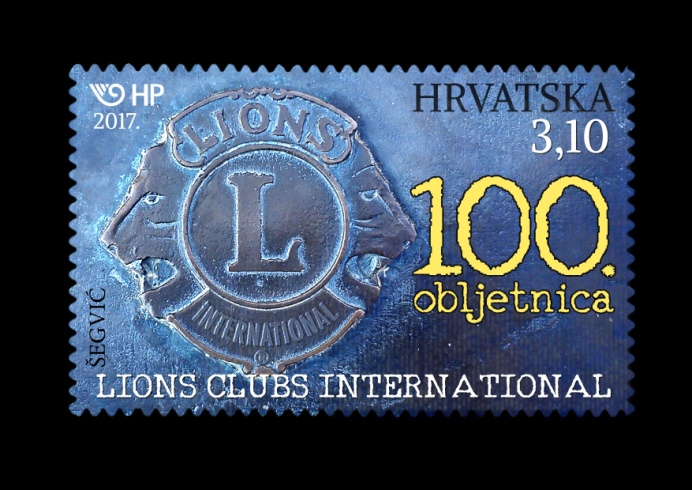 HP
2017.
HRVATSKA
3,10
LIONS
L
INTERNATIONAL
®
100.
obljetnica
ŠEGVIĆ
LIONS CLUBS INTERNATIONAL